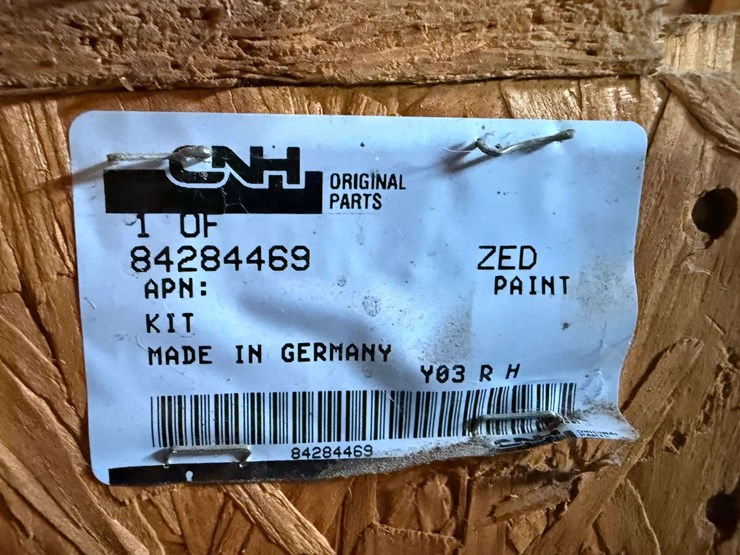 CNH ORIGINAL
PARTS
1 OF
84284469 ZED
APN: PAINT
KIT
MADE IN GERMANY
Y03 R H
84284469